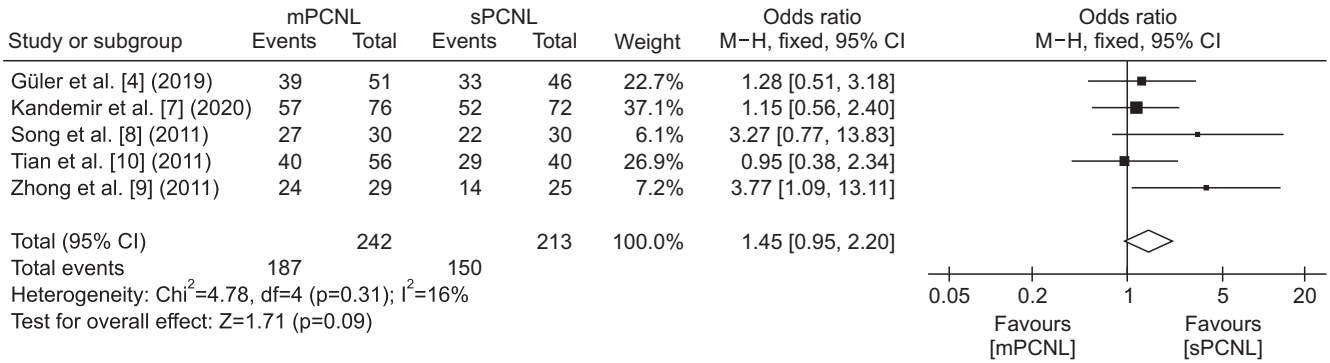 mPCNL sPCNL Odds ratio Odds ratio
Study or subgroup Events Total Events Total Weight M−H, fixed, 95% CI M−H, fixed, 95% CI
Güler et al. [4] (2019) 39 51 33 46 22.7% 1.28 [0.51, 3.18]
Kandemir et al. [7] (2020) 57 76 52 72 37.1% 1.15 [0.56, 2.40]
Song et al. [8] (2011) 27 30 22 30 6.1% 3.27 [0.77, 13.83]
Tian et al. [10] (2011) 40 56 29 40 26.9% 0.95 [0.38, 2.34]
Zhong et al. [9] (2011) 24 29 14 25 7.2% 3.77 [1.09, 13.11]
Total (95% CI) 242 213 100.0% 1.45 [0.95, 2.20]
Total events 187 150
Heterogeneity: Chi²=4.78, df=4 (p=0.31); I²=16%
Test for overall effect: Z=1.71 (p=0.09)
0.05 0.2 1 5 20
Favours Favours
[mPCNL] [sPCNL]